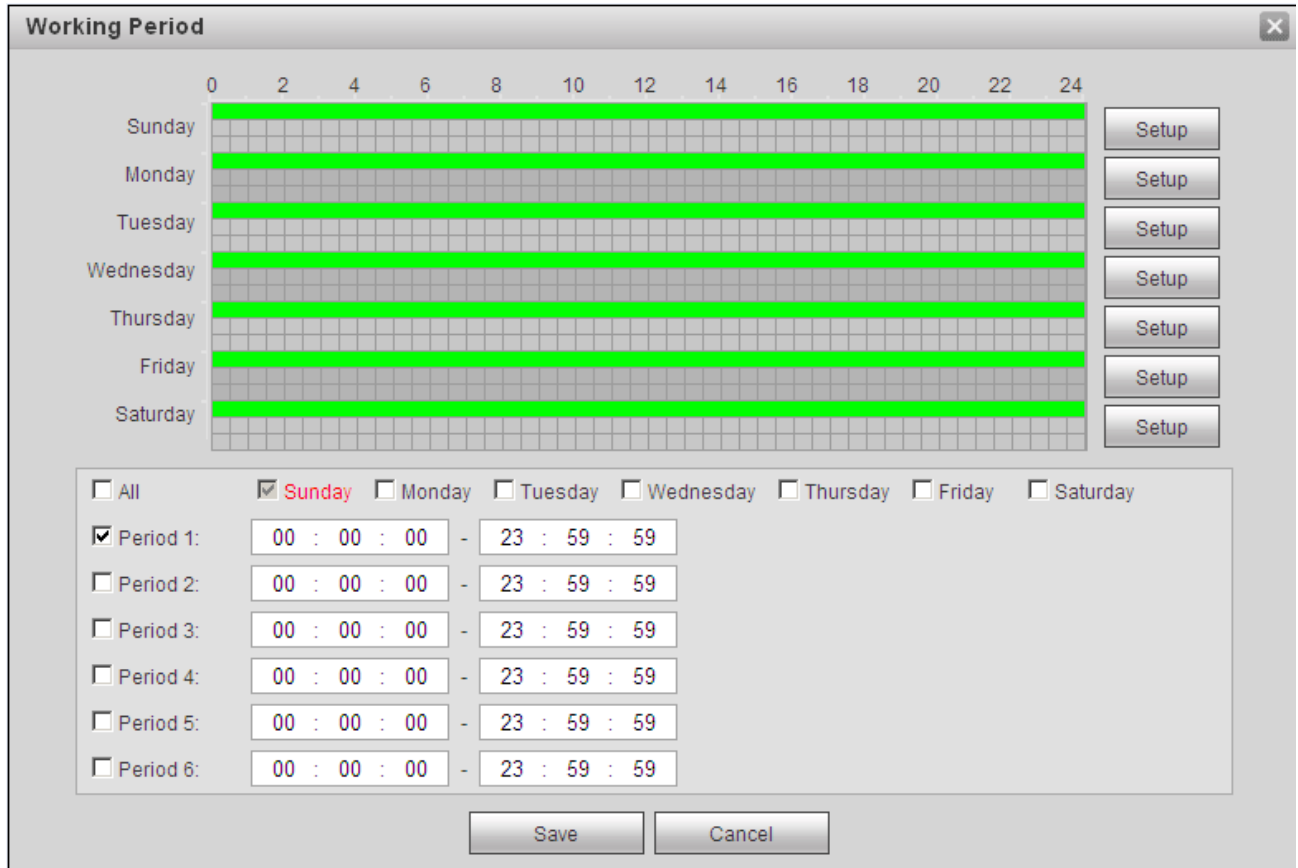 Working Period
0 2 4 6 8 10 12 14 16 18 20 22 24
Sunday Setup
Monday Setup
Tuesday Setup
Wednesday Setup
Thursday Setup
Friday Setup
Saturday Setup
All Sunday Monday Tuesday Wednesday Thursday Friday Saturday
Period 1: 00 : 00 : 00 - 23 : 59 : 59
Period 2: 00 : 00 : 00 - 23 : 59 : 59
Period 3: 00 : 00 : 00 - 23 : 59 : 59
Period 4: 00 : 00 : 00 - 23 : 59 : 59
Period 5: 00 : 00 : 00 - 23 : 59 : 59
Period 6: 00 : 00 : 00 - 23 : 59 : 59
Save Cancel